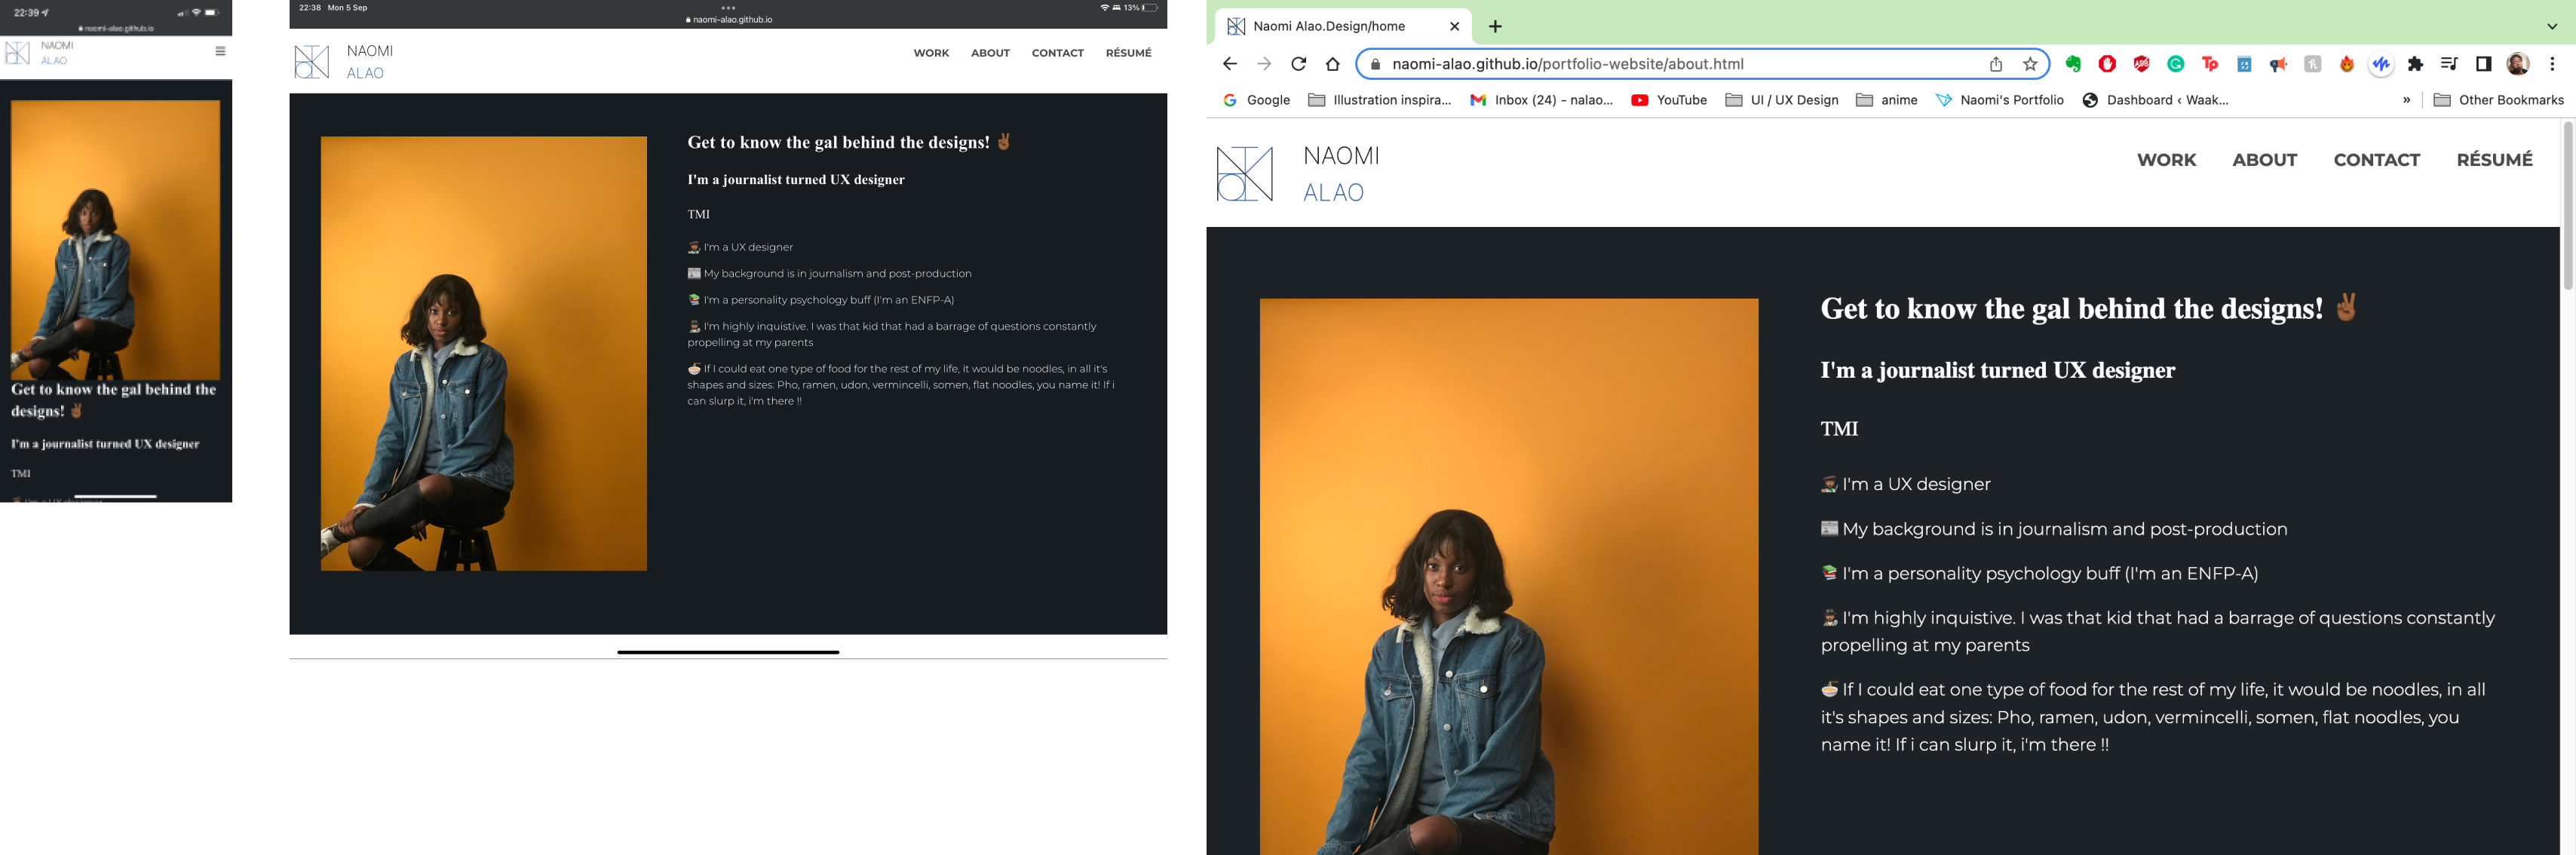 22:39
naomi-alao.github.io
NAOMI
ALAO
Get to know the gal behind the
designs! ✌🏾
I'm a journalist turned UX designer
TMI
I'm a UX designer
22:38 Mon 5 Sep
13%
naomi-alao.github.io
NAOMI
ALAO
WORK ABOUT CONTACT RÉSUMÉ
Get to know the gal behind the designs! ✌🏾
I'm a journalist turned UX designer
TMI
I'm a UX designer
My background is in journalism and post-production
I'm a personality psychology buff (I'm an ENFP-A)
I'm highly inquistive. I was that kid that had a barrage of questions constantly
propelling at my parents
If I could eat one type of food for the rest of my life, it would be noodles, in all it's
shapes and sizes: Pho, ramen, udon, vermincelli, somen, flat noodles, you name it! If i
can slurp it, i'm there !!
Naomi Alao.Design/home
naomi-alao.github.io/portfolio-website/about.html
Google Illustration inspira... Inbox (24) - nalao... YouTube UI / UX Design anime Naomi's Portfolio Dashboard ‹ Waak... » Other Bookmarks
NAOMI
ALAO
WORK ABOUT CONTACT RÉSUMÉ
Get to know the gal behind the designs! ✌🏾
I'm a journalist turned UX designer
TMI
I'm a UX designer
My background is in journalism and post-production
I'm a personality psychology buff (I'm an ENFP-A)
I'm highly inquistive. I was that kid that had a barrage of questions constantly
propelling at my parents
If I could eat one type of food for the rest of my life, it would be noodles, in all
it's shapes and sizes: Pho, ramen, udon, vermincelli, somen, flat noodles, you
name it! If i can slurp it, i'm there !!